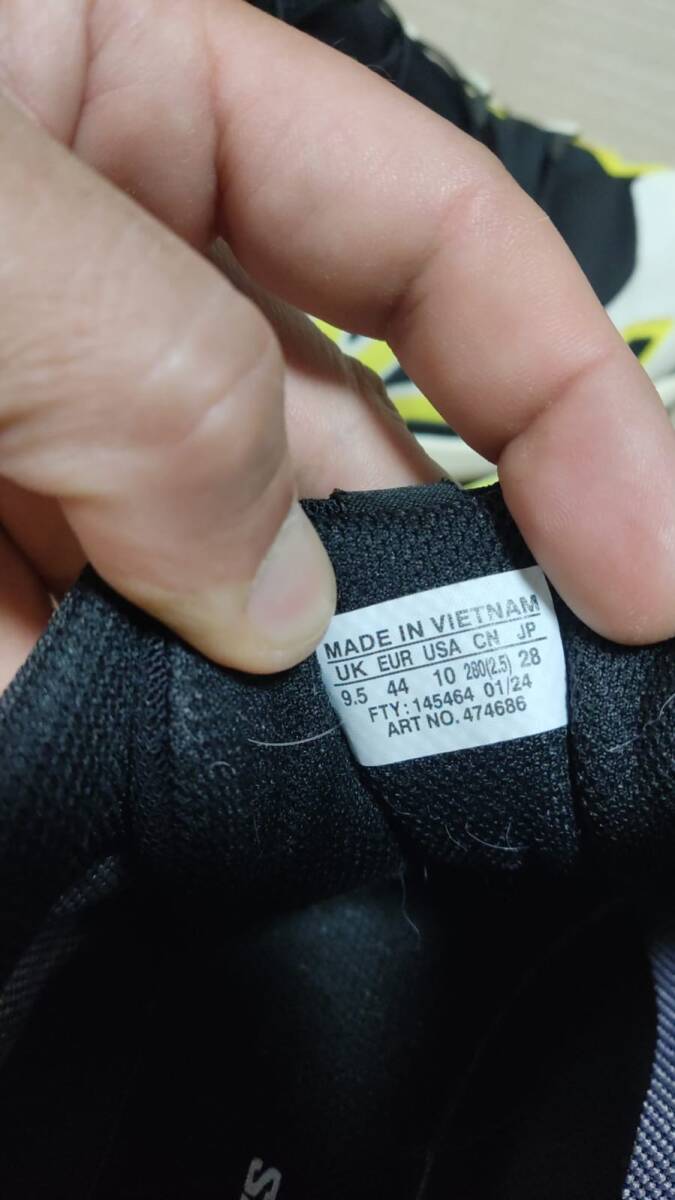 MADE IN VIETNAM
UK EUR USA CN JP
9.5 44 10 280(2.5) 28
FTY: 145464 01/24
ART NO. 474686